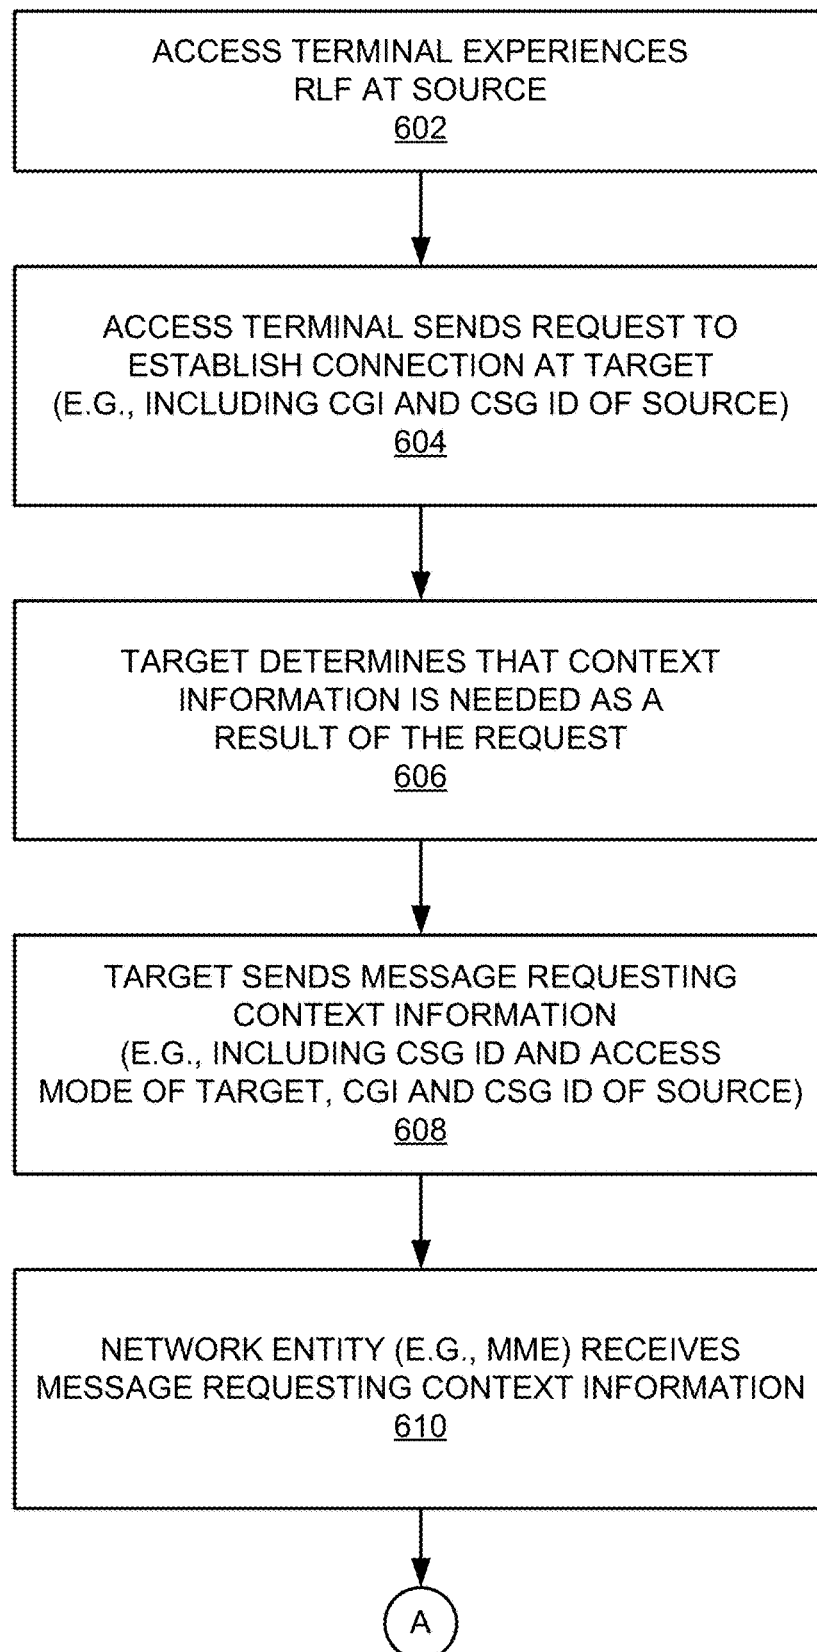 ACCESS TERMINAL EXPERIENCES
RLF AT SOURCE
602
ACCESS TERMINAL SENDS REQUEST TO
ESTABLISH CONNECTION AT TARGET
(E.G., INCLUDING CGI AND CSG ID OF SOURCE)
604
TARGET DETERMINES THAT CONTEXT
INFORMATION IS NEEDED AS A
RESULT OF THE REQUEST
606
TARGET SENDS MESSAGE REQUESTING
CONTEXT INFORMATION
(E.G., INCLUDING CSG ID AND ACCESS
MODE OF TARGET, CGI AND CSG ID OF SOURCE)
608
NETWORK ENTITY (E.G., MME) RECEIVES
MESSAGE REQUESTING CONTEXT INFORMATION
610
A